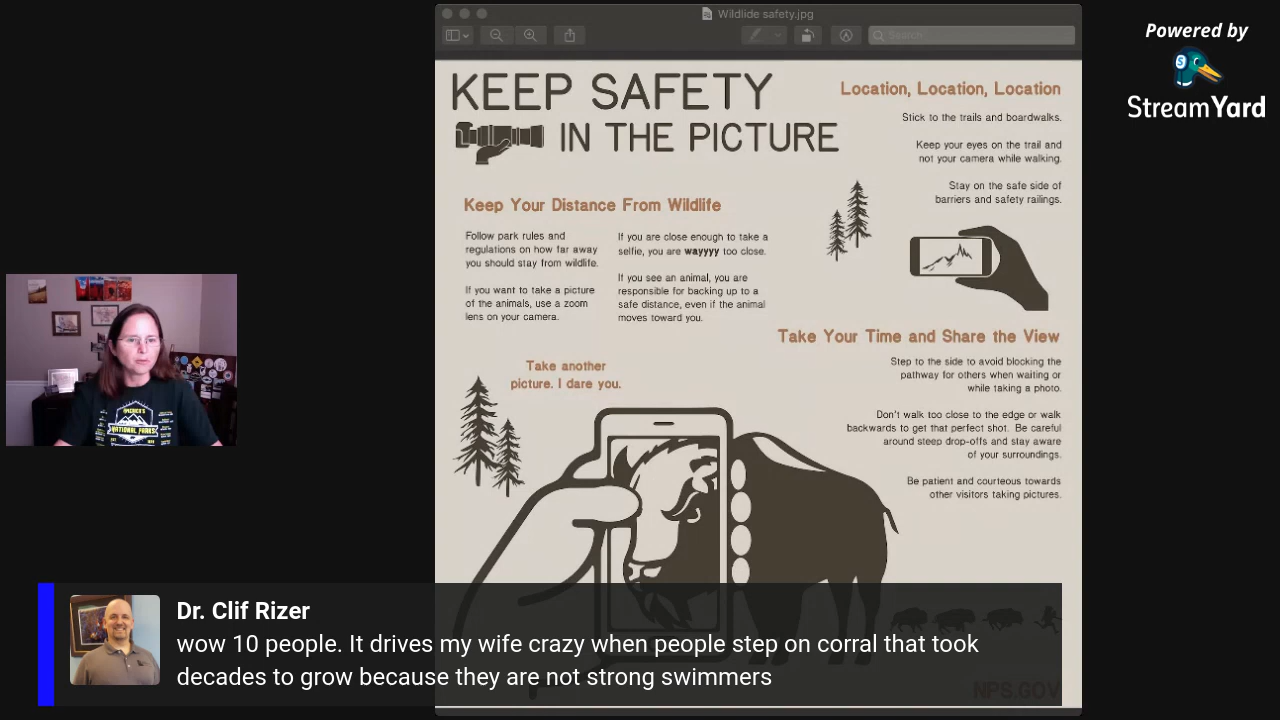 Wildlide safety.jpg
Search
Powered by
StreamYard
KEEP SAFETY
IN THE PICTURE
Location, Location, Location
Stick to the trails and boardwalks.
Keep your eyes on the trail and
not your camera while walking.
Stay on the safe side of
barriers and safety railings.
Keep Your Distance From Wildlife
Follow park rules and
regulations on how far away
you should stay from wildlife.
If you want to take a picture
of the animals, use a zoom
lens on your camera.
If you are close enough to take a
selfie, you are wayyyy too close.
If you see an animal, you are
responsible for backing up to a
safe distance, even if the animal
moves toward you.
Take Your Time and Share the View
Step to the side to avoid blocking the
pathway for others when waiting or
while taking a photo.
Don't walk too close to the edge or walk
backwards to get that perfect shot. Be careful
around steep drop-offs and stay aware
of your surroundings.
Be patient and courteous towards
other visitors taking pictures.
Take another
picture. I dare you.
AMERICA'S
NATIONAL PARKS
Dr. Clif Rizer
wow 10 people. It drives my wife crazy when people step on corral that took
decades to grow because they are not strong swimmers
NPS.GOV